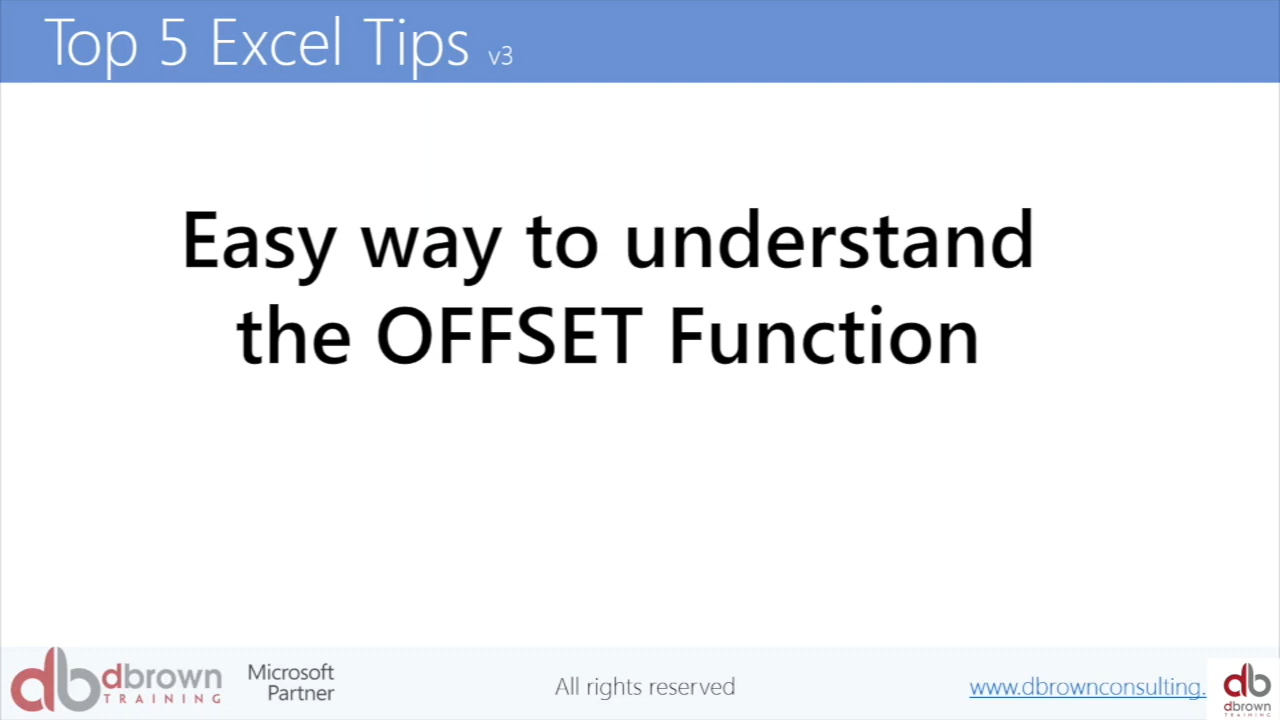 Top 5 Excel Tips v3
Easy way to understand
the OFFSET Function
dbrown
TRAINING
Microsoft
Partner
All rights reserved
www.dbrownconsulting.
db
dbrown
TRAINING